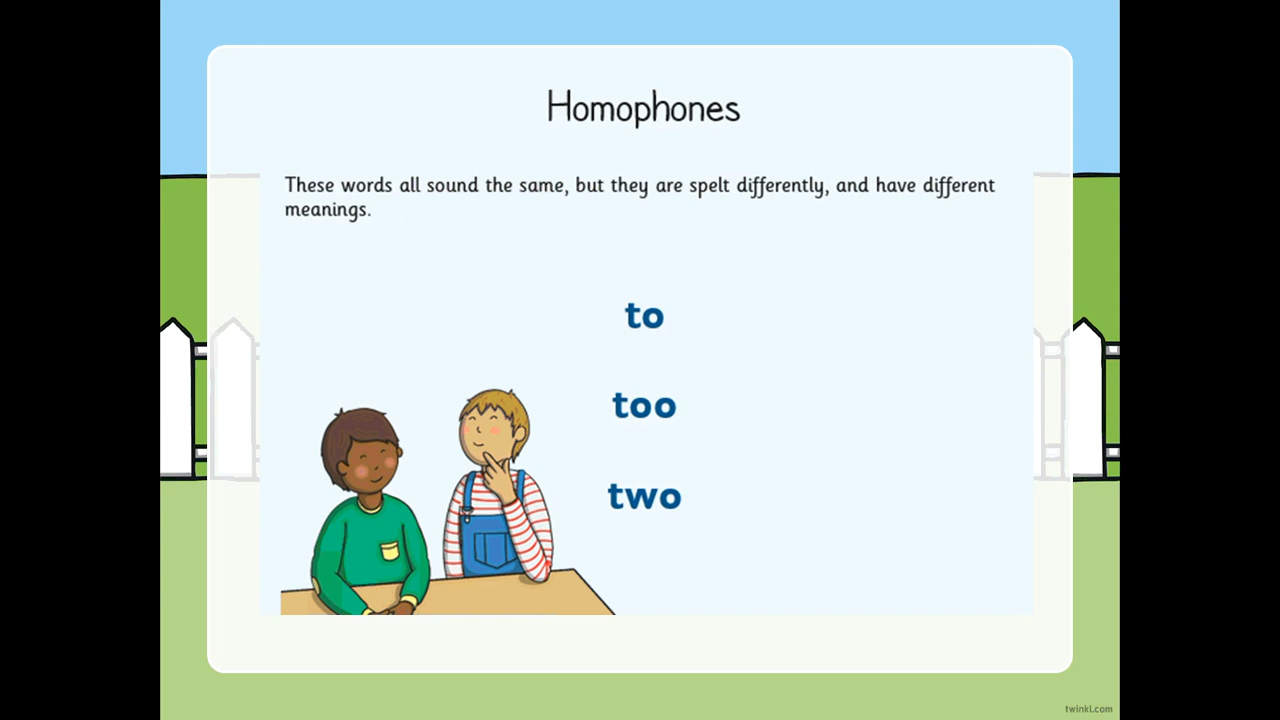 Homophones
These words all sound the same, but they are spelt differently, and have different
meanings.
to
too
two
twinkl.com